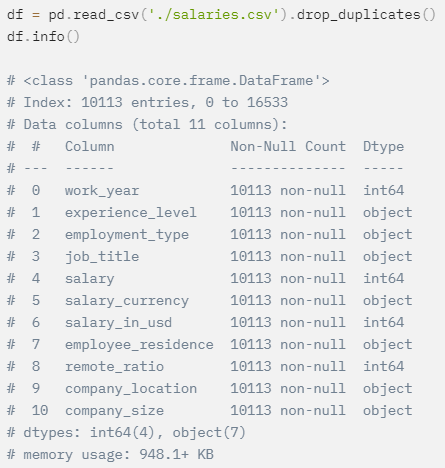 df = pd.read_csv('./salaries.csv').drop_duplicates()
df.info()
# <class 'pandas.core.frame.DataFrame'>
# Index: 10113 entries, 0 to 16533
# Data columns (total 11 columns):
#  #   Column              Non-Null Count  Dtype
# ---  ------              --------------  -----
#  0   work_year           10113 non-null  int64
#  1   experience_level    10113 non-null  object
#  2   employment_type     10113 non-null  object
#  3   job_title           10113 non-null  object
#  4   salary              10113 non-null  int64
#  5   salary_currency     10113 non-null  object
#  6   salary_in_usd       10113 non-null  int64
#  7   employee_residence  10113 non-null  object
#  8   remote_ratio        10113 non-null  int64
#  9   company_location    10113 non-null  object
#  10  company_size        10113 non-null  object
# dtypes: int64(4), object(7)
# memory usage: 948.1+ KB